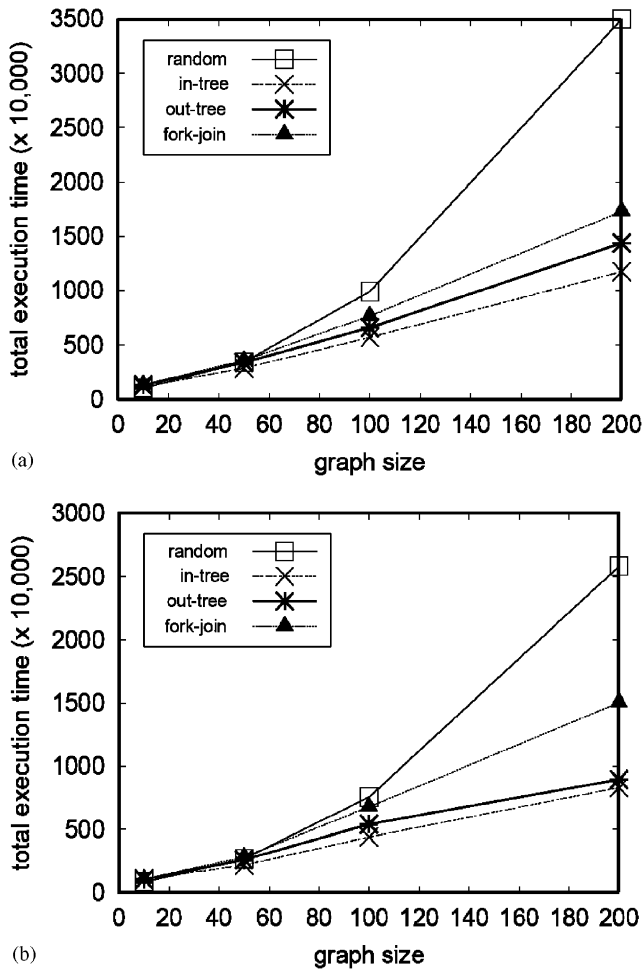 3500
3000
2500
2000
1500
1000
500
0
total execution time (x 10,000)
random
in-tree
out-tree
fork-join
0 20 40 60 80 100 120 140 160 180 200
graph size
(a)
3000
2500
2000
1500
1000
500
0
total execution time (x 10,000)
random
in-tree
out-tree
fork-join
0 20 40 60 80 100 120 140 160 180 200
graph size
(b)